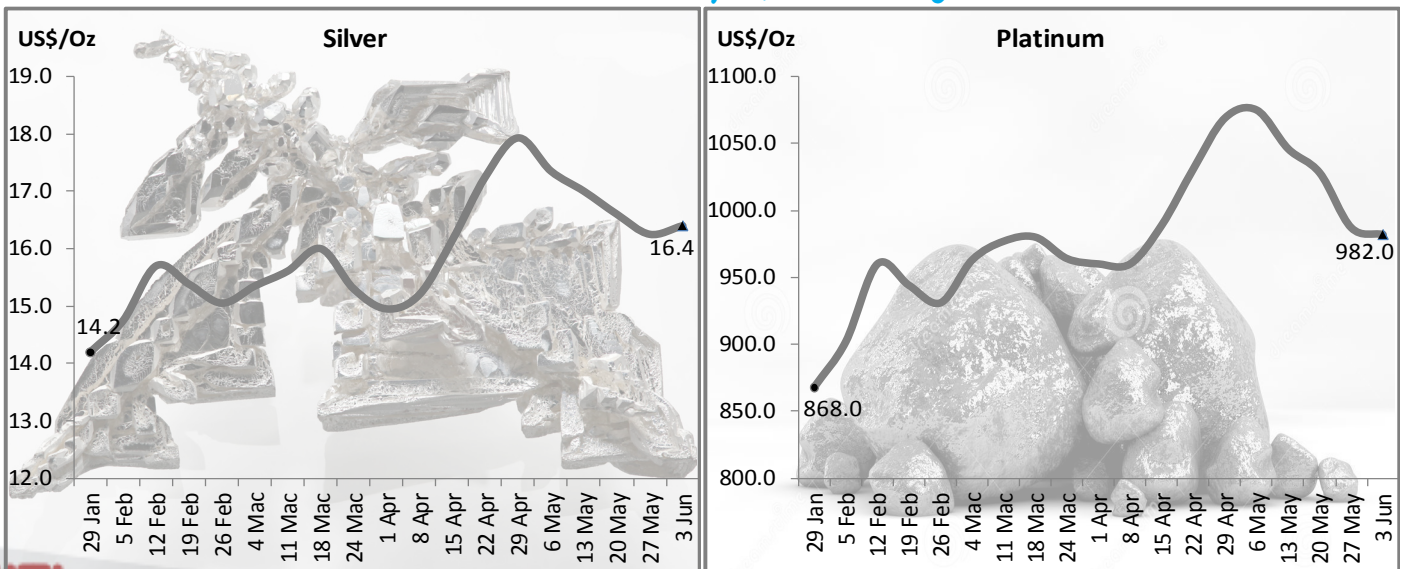 US$/Oz
Silver
19.0
18.0
17.0
16.0
15.0
14.0
13.0
12.0
14.2
16.4
29 Jan
5 Feb
12 Feb
19 Feb
26 Feb
4 Mac
11 Mac
18 Mac
24 Mac
1 Apr
8 Apr
15 Apr
22 Apr
29 Apr
6 May
13 May
20 May
27 May
3 Jun
US$/Oz
Platinum
1100.0
1050.0
1000.0
950.0
900.0
850.0
800.0
868.0
982.0
29 Jan
5 Feb
12 Feb
19 Feb
26 Feb
4 Mac
11 Mac
18 Mac
24 Mac
1 Apr
8 Apr
15 Apr
22 Apr
29 Apr
6 May
13 May
20 May
27 May
3 Jun